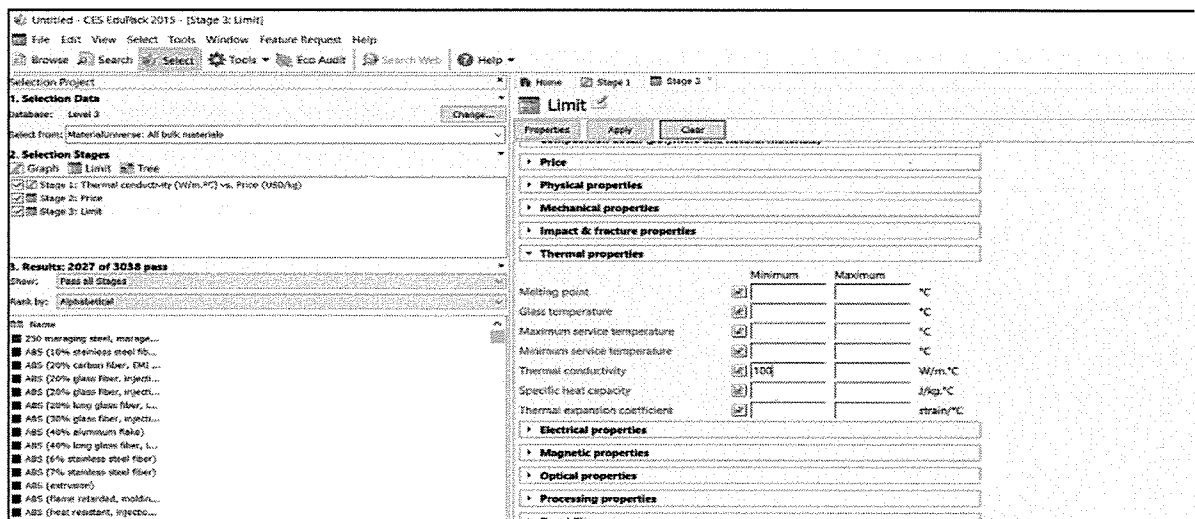 Untitled - CES EduPack 2015 - [Stage 3: Limit]
File Edit View Select Tools Window Feature Request Help
Browse Search Select Tools Eco Audit Search Web Help
Selection Project
1. Selection Data
Database: Level 3 Change...
Select from: MaterialUniverse: All bulk materials
2. Selection Stages
Graph Limit Tree
Stage 1: Thermal conductivity (W/m.°C) vs. Price (USD/kg)
Stage 2: Price
Stage 3: Limit
3. Results: 2027 of 3038 pass
Show: Pass all Stages
Rank by: Alphabetical
Name
250 maraging steel, marage...
ABS (10% stainless steel fib...
ABS (20% carbon fiber, EMI ...
ABS (20% glass fiber, injecti...
ABS (20% glass fiber, injecti...
ABS (20% long glass fiber, i...
ABS (30% glass fiber, injecti...
ABS (40% aluminum flake)
ABS (40% long glass fiber, i...
ABS (6% stainless steel fiber)
ABS (7% stainless steel fiber)
ABS (extrusion)
ABS (flame retarded, moldin...
ABS (heat resistant, injectio...
Home Stage 1 Stage 3
Limit
Properties Apply Clear
Price
Physical properties
Mechanical properties
Impact & fracture properties
Thermal properties
Minimum Maximum
Melting point °C
Glass temperature °C
Maximum service temperature °C
Minimum service temperature °C
Thermal conductivity 100 W/m.°C
Specific heat capacity J/kg.°C
Thermal expansion coefficient strain/°C
Electrical properties
Magnetic properties
Optical properties
Processing properties